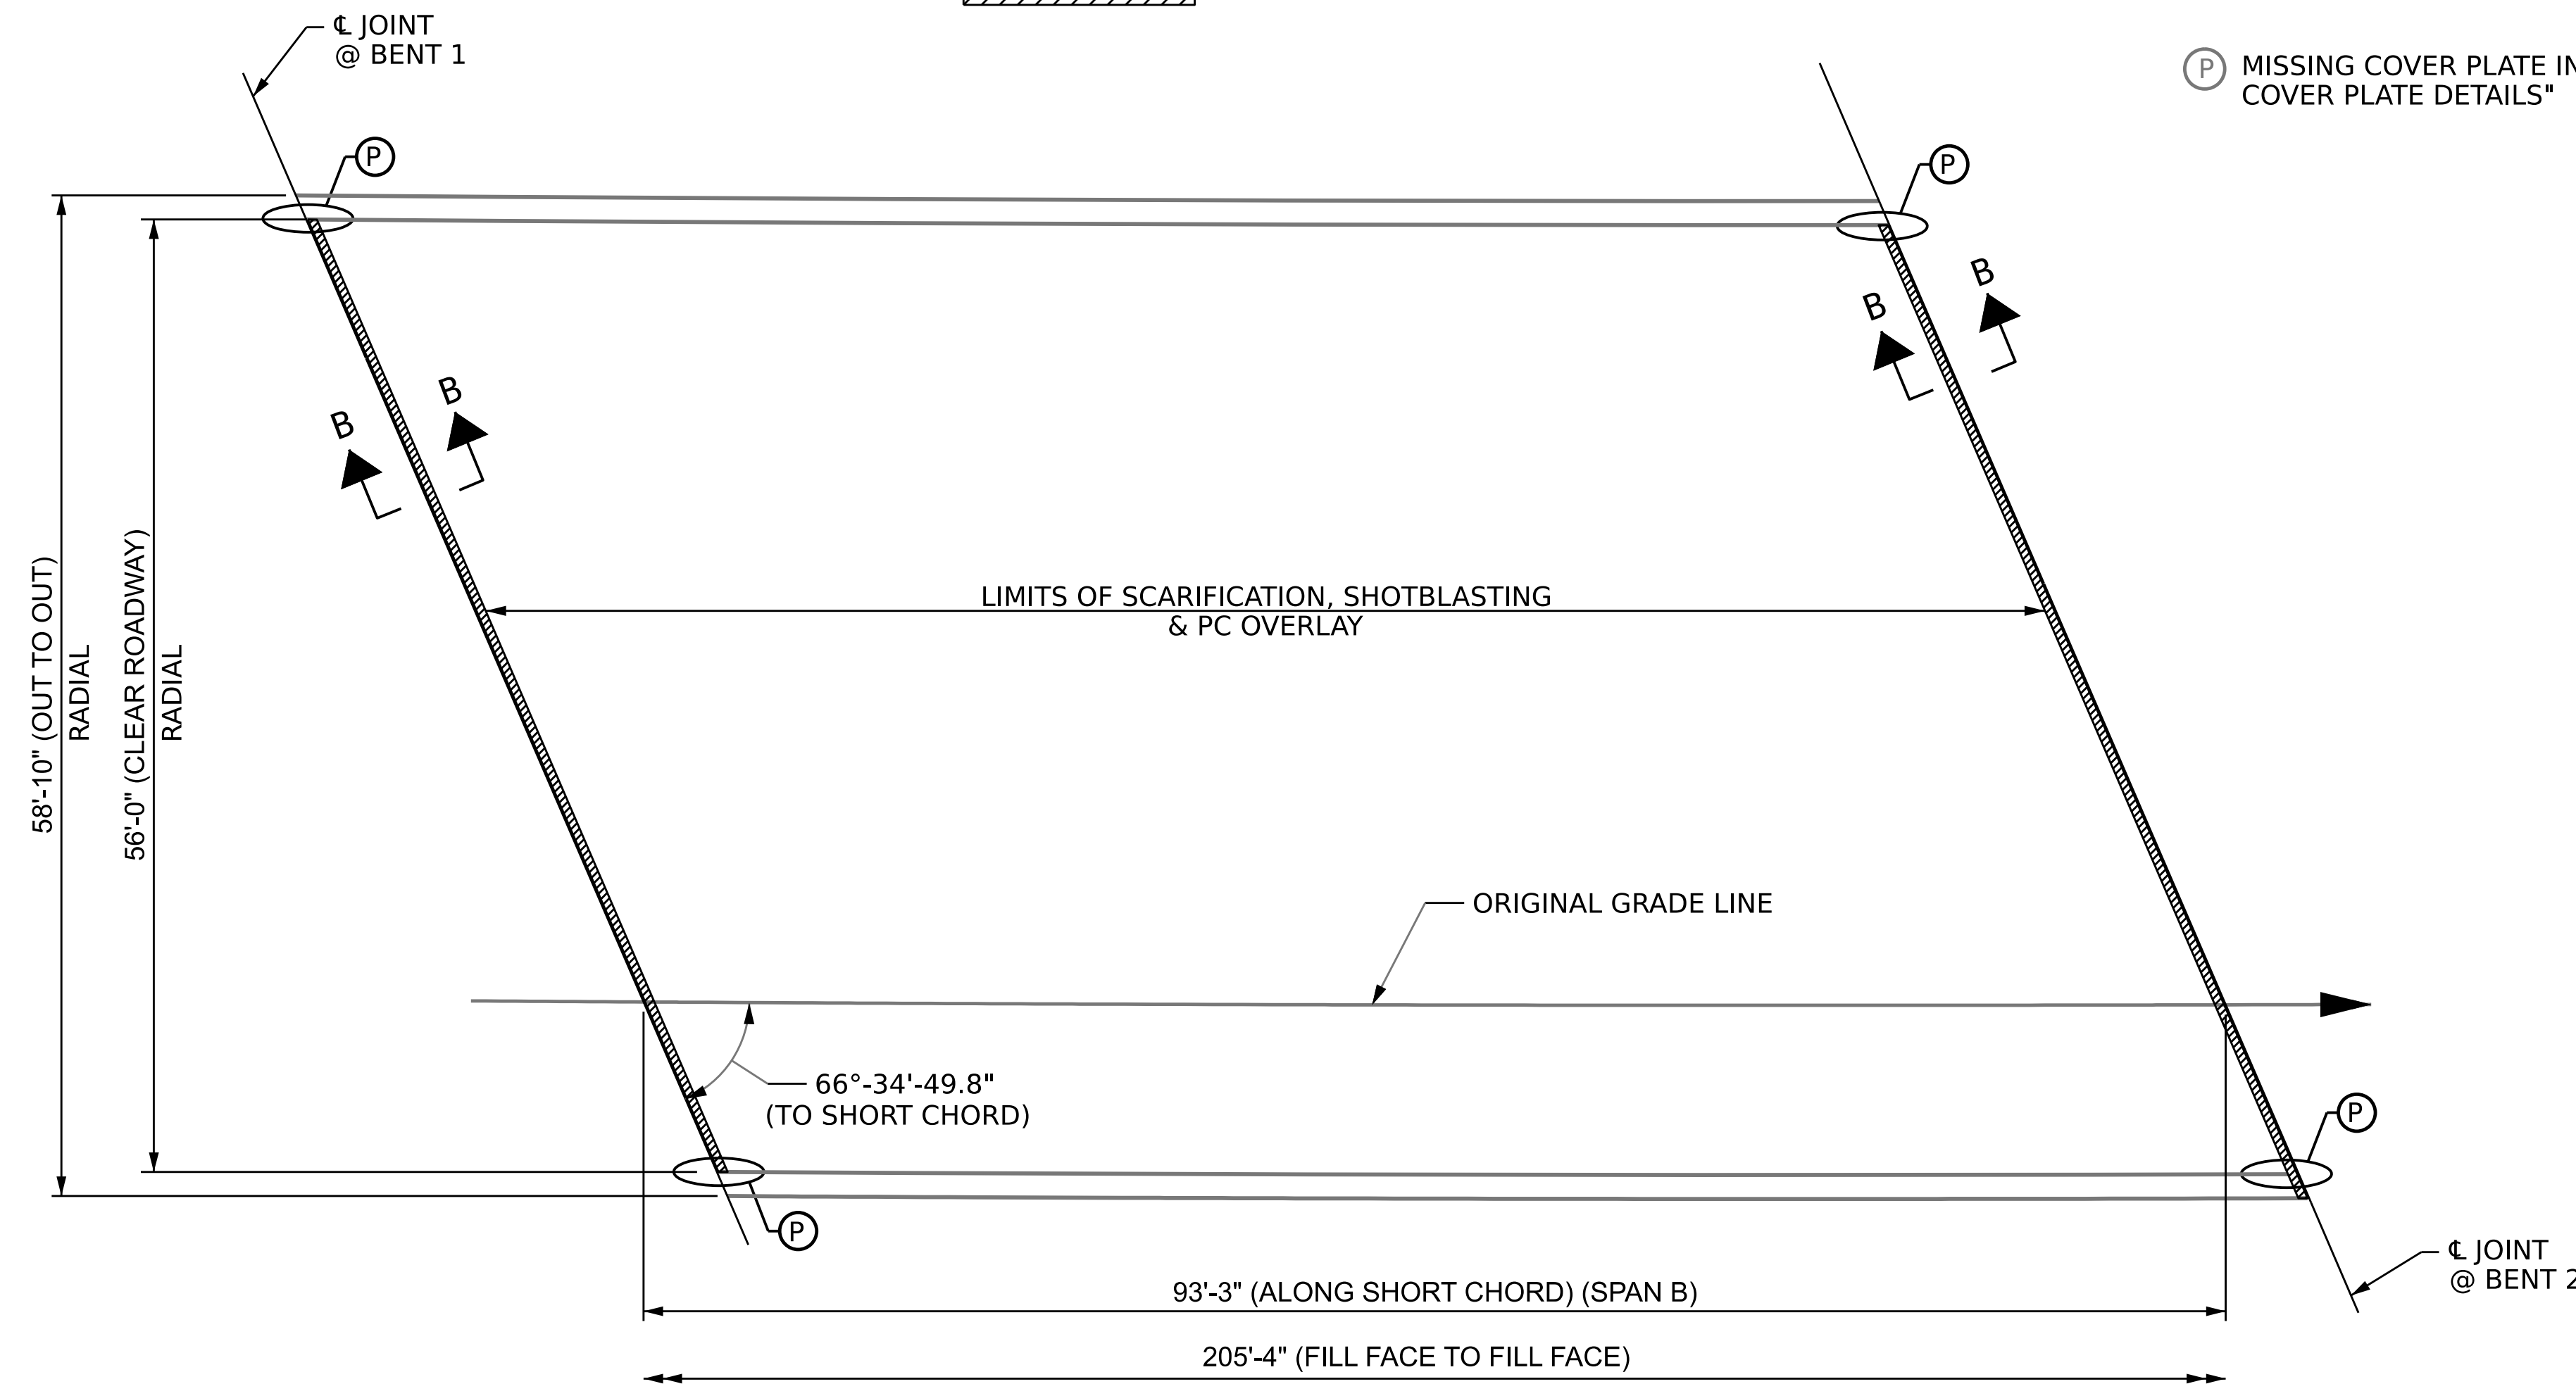 ℄ JOINT
@ BENT 1
P
MISSING COVER PLATE IN
COVER PLATE DETAILS"
P
P
B
B
B
B
58'-10" (OUT TO OUT)
RADIAL
56'-0" (CLEAR ROADWAY)
RADIAL
LIMITS OF SCARIFICATION, SHOTBLASTING
& PC OVERLAY
ORIGINAL GRADE LINE
66°-34'-49.8"
(TO SHORT CHORD)
P
P
℄ JOINT
@ BENT 2
93'-3" (ALONG SHORT CHORD) (SPAN B)
205'-4" (FILL FACE TO FILL FACE)